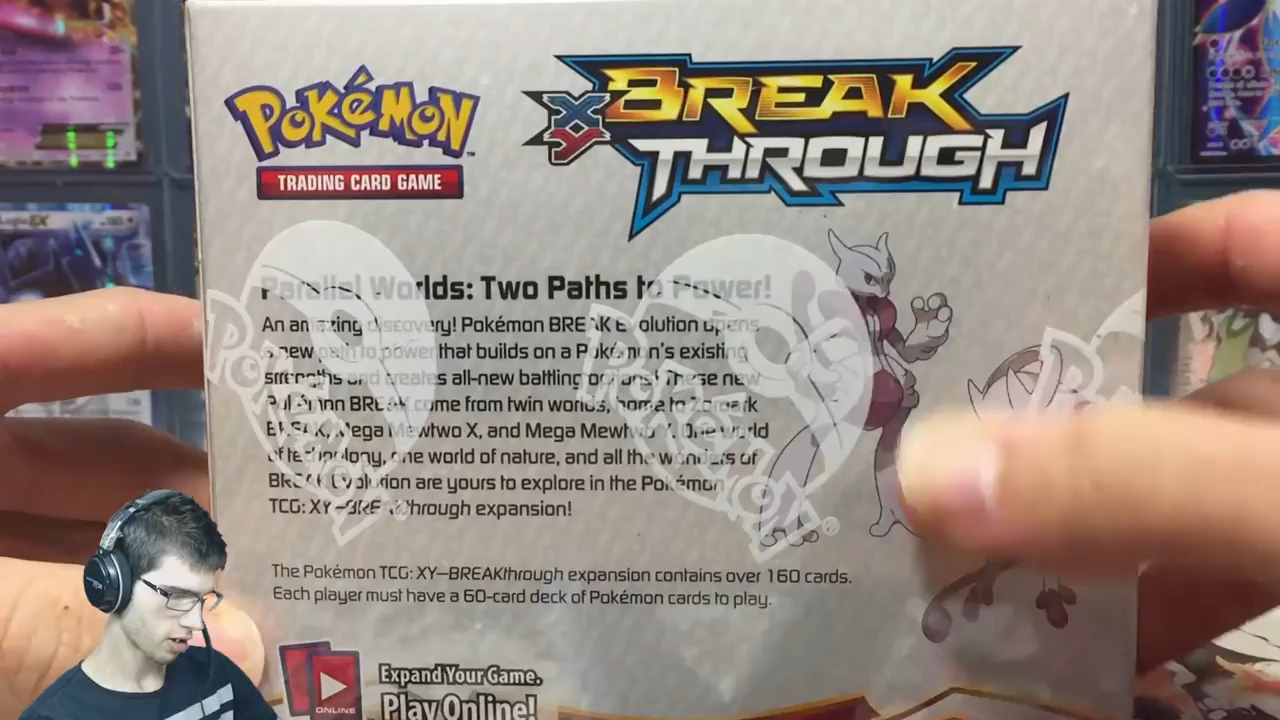 Pokémon
TRADING CARD GAME
XY
BREAK
THROUGH
Parallel Worlds: Two Paths to Power!
An amazing discovery! Pokémon BREAK Evolution opens
a new path to power that builds on a Pokémon's existing
strengths and creates all-new battling options! These new
Pokémon BREAK come from twin worlds, home to Zoroark
BREAK, Mega Mewtwo X, and Mega Mewtwo Y. One world
of technology, one world of nature, and all the wonders of
BREAK Evolution are yours to explore in the Pokémon
TCG: XY—BREAKthrough expansion!
The Pokémon TCG: XY—BREAKthrough expansion contains over 160 cards.
Each player must have a 60-card deck of Pokémon cards to play.
Expand Your Game.
Play Online!
ONLINE
POKéMON
POKéMON
Lugia EX